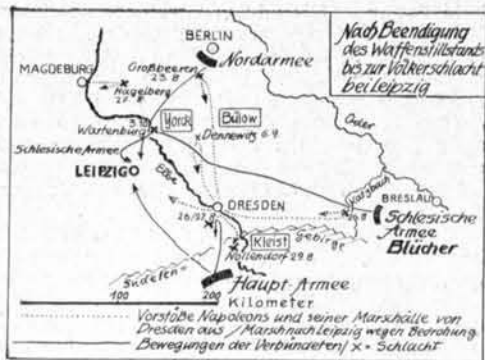 Nach Beendigung
des Waffenstillstands
bis zur Völkerschlacht
bei Leipzig
BERLIN
Nordarmee
Großbeeren
23.8
MAGDEBURG
Hagelberg
27. 8
Yorck
Bülow
3.10
Wartenburg
Dennewitz 6.9.
Schlesische Armee
LEIPZIG
Elbe
Oder
DRESDEN
26/27.8
Katzbach
26.8
BRESLAU
Schlesische
Armee
Blücher
Kleist
Nollendorf 29.8
Sudeten-
gebirge
Haupt-Armee
100
200
Kilometer
Vorstöße Napoleons und seiner Marschälle von
Dresden aus / Marsch nach Leipzig wegen Bedrohung
Bewegungen der Verbündeten / x = Schlacht